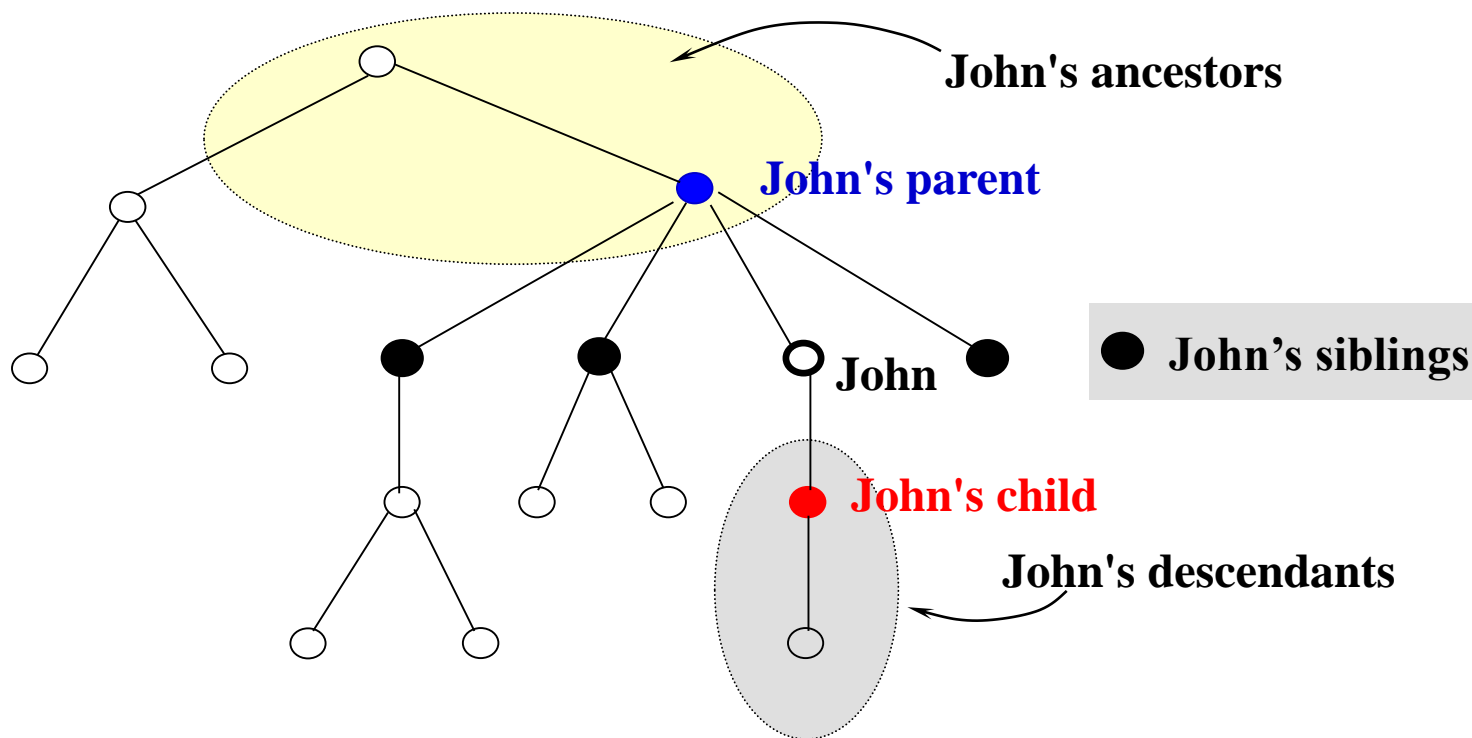 John's ancestors
John's parent
John’s siblings
John
John's child
John's descendants